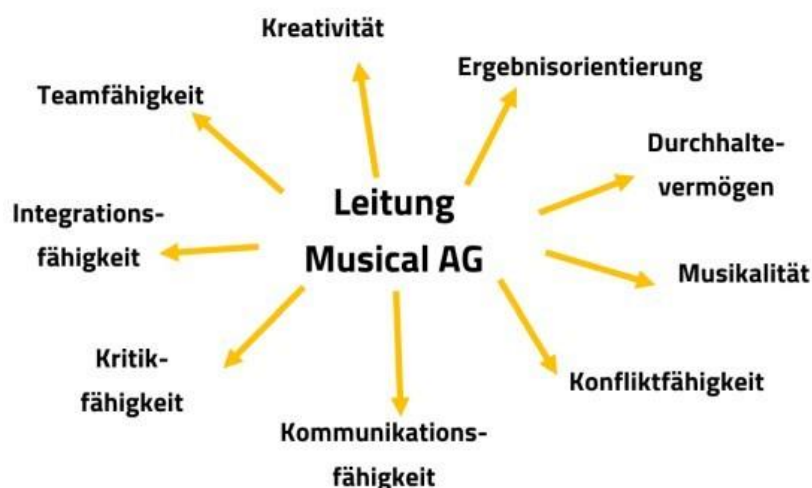 Kreativität
Ergebnisorientierung
Teamfähigkeit
Durchhalte-
vermögen
Leitung
Musical AG
Integrations-
fähigkeit
Musikalität
Kritik-
fähigkeit
Konfliktfähigkeit
Kommunikations-
fähigkeit